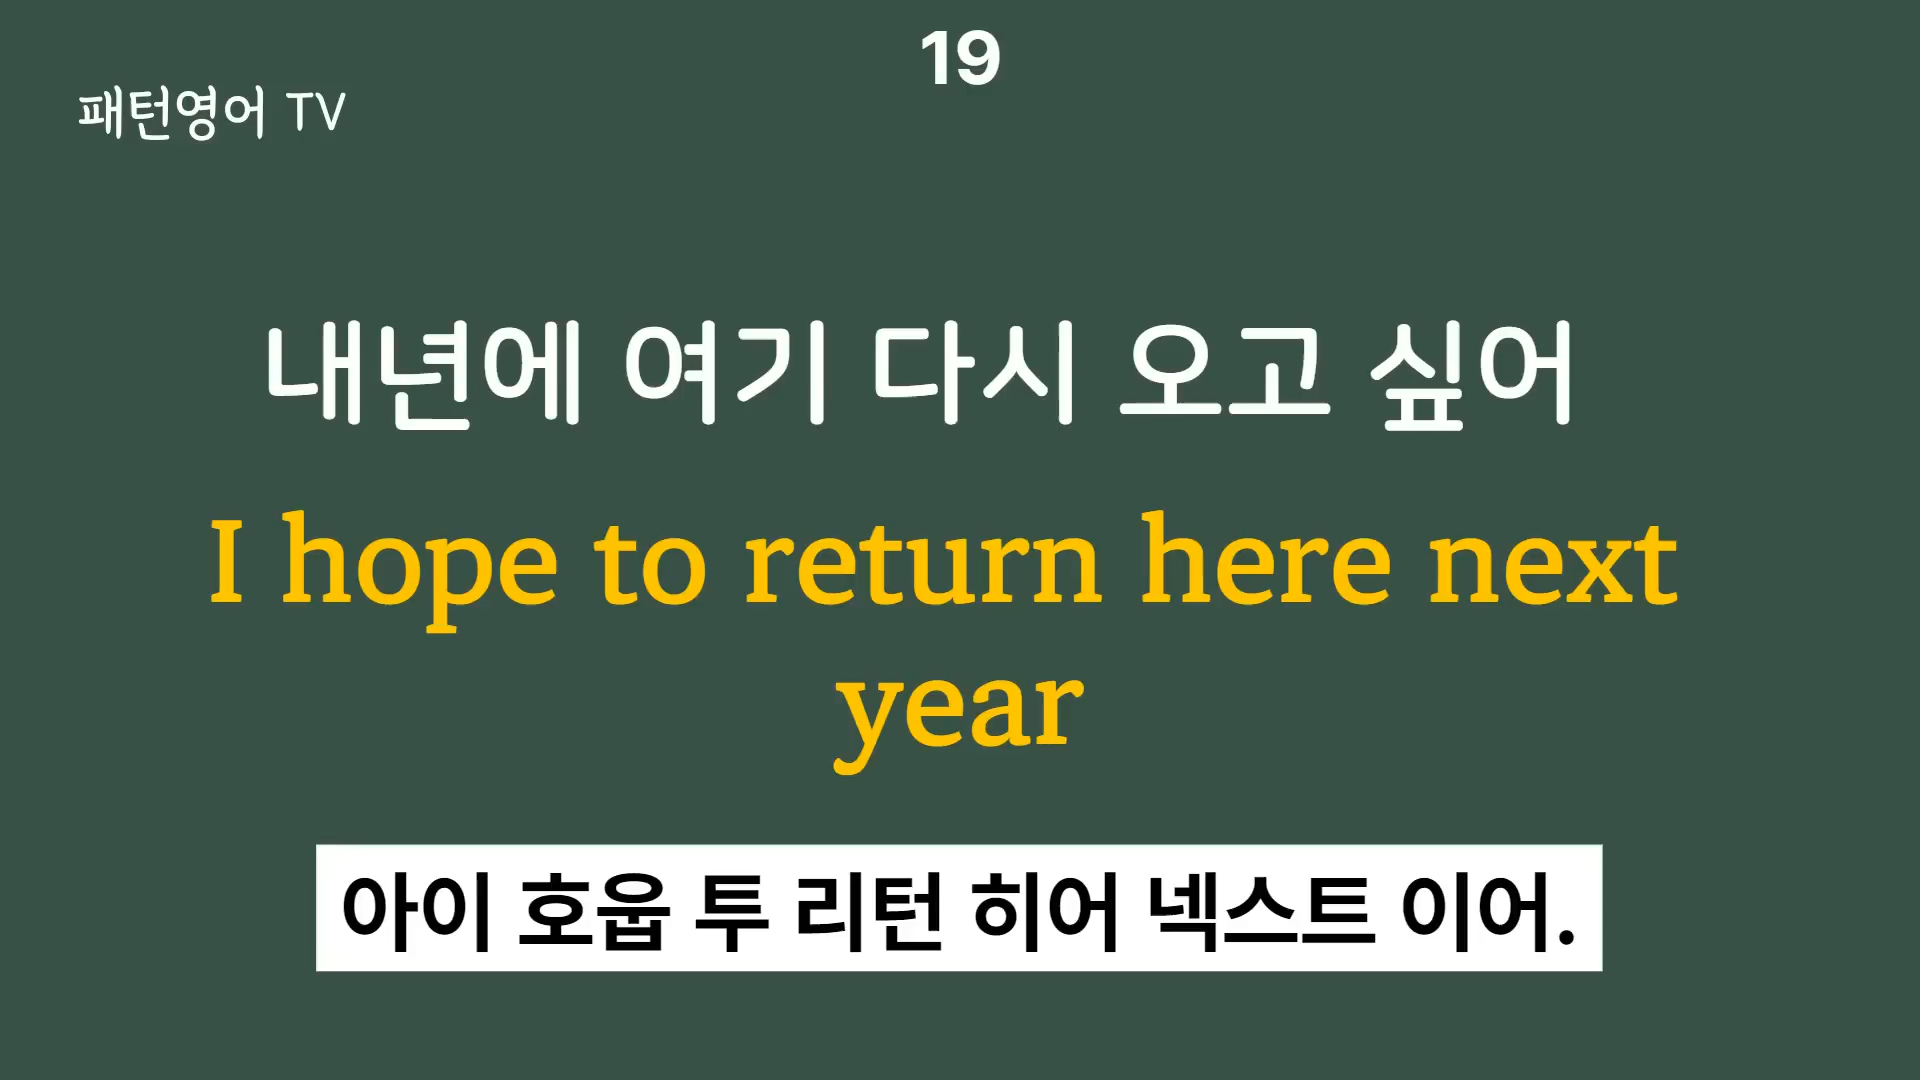 19
패턴영어 TV
내년에 여기 다시 오고 싶어
I hope to return here next
year
아이 호웁 투 리턴 히어 넥스트 이어.